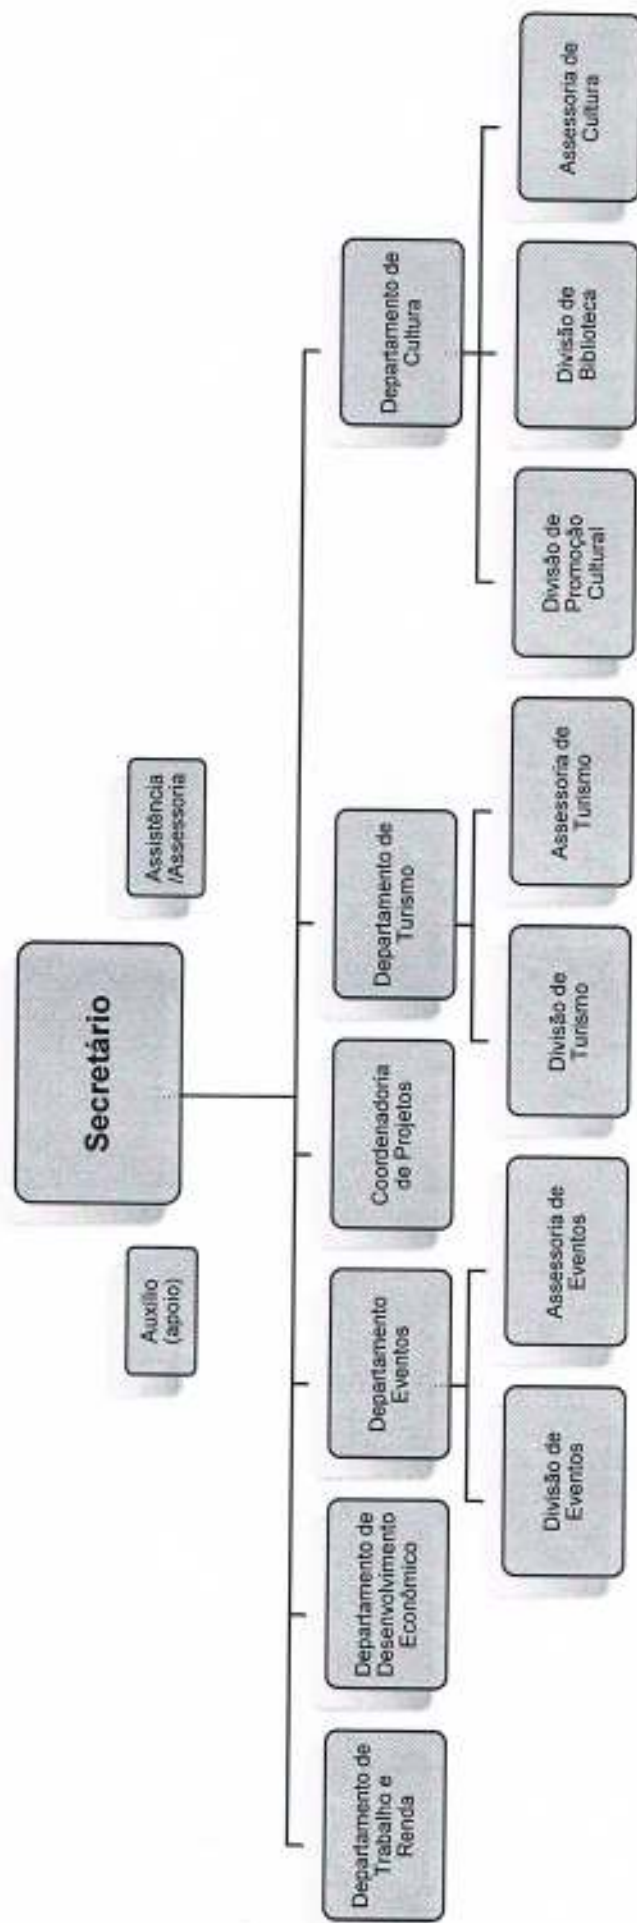 Secretário
Auxílio
(apoio)
Assistência
/Assessoria
Departamento de
Trabalho e
Renda
Departamento de
Desenvolvimento
Econômico
Departamento
Eventos
Coordenadoria
de Projetos
Departamento de
Turismo
Departamento de
Cultura
Divisão de
Eventos
Assessoria de
Eventos
Divisão de
Turismo
Assessoria de
Turismo
Divisão de
Promoção
Cultural
Divisão de
Biblioteca
Assessoria de
Cultura